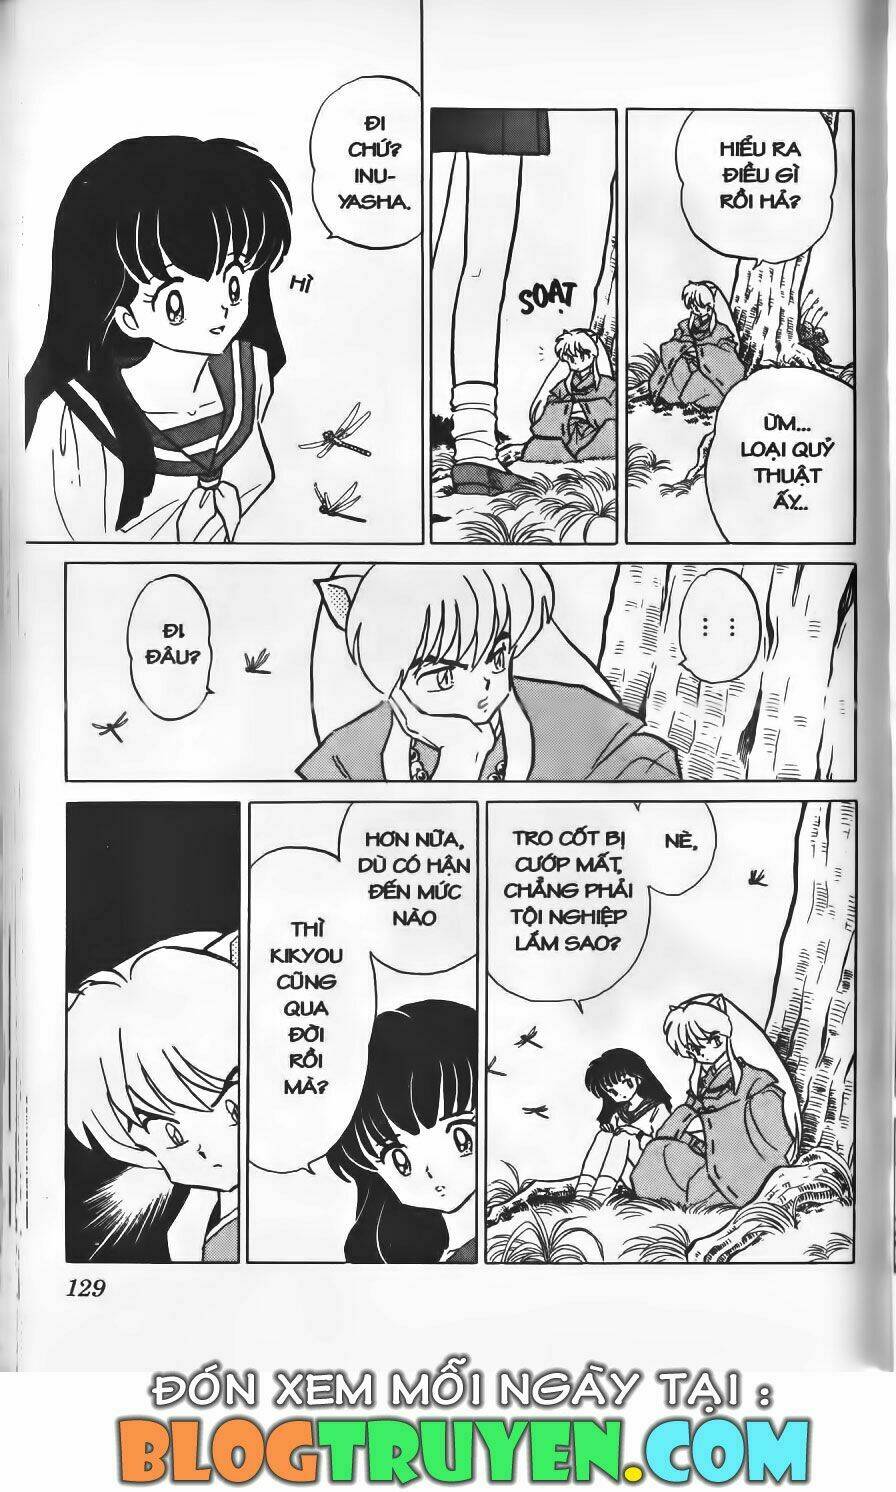 HIỂU RA
ĐIỀU GÌ
RỒI HẢ?
ỪM...
LOẠI QUỶ
THUẬT
ẤY...
SOẠT
ĐI
CHỨ?
INU-
YASHA.
HÌ
... ...
ĐI
ĐÂU?
NÈ,
TRO CỐT BỊ
CƯỚP MẤT,
CHẲNG PHẢI
TỘI NGHIỆP
LẮM SAO?
HƠN NỮA,
DÙ CÓ HẬN
ĐẾN MỨC
NÀO
THÌ
KIKYOU
CŨNG
QUA
ĐỜI
RỒI
MÀ?
129
ĐÓN XEM MỖI NGÀY TẠI :
BLOGTRUYEN.COM